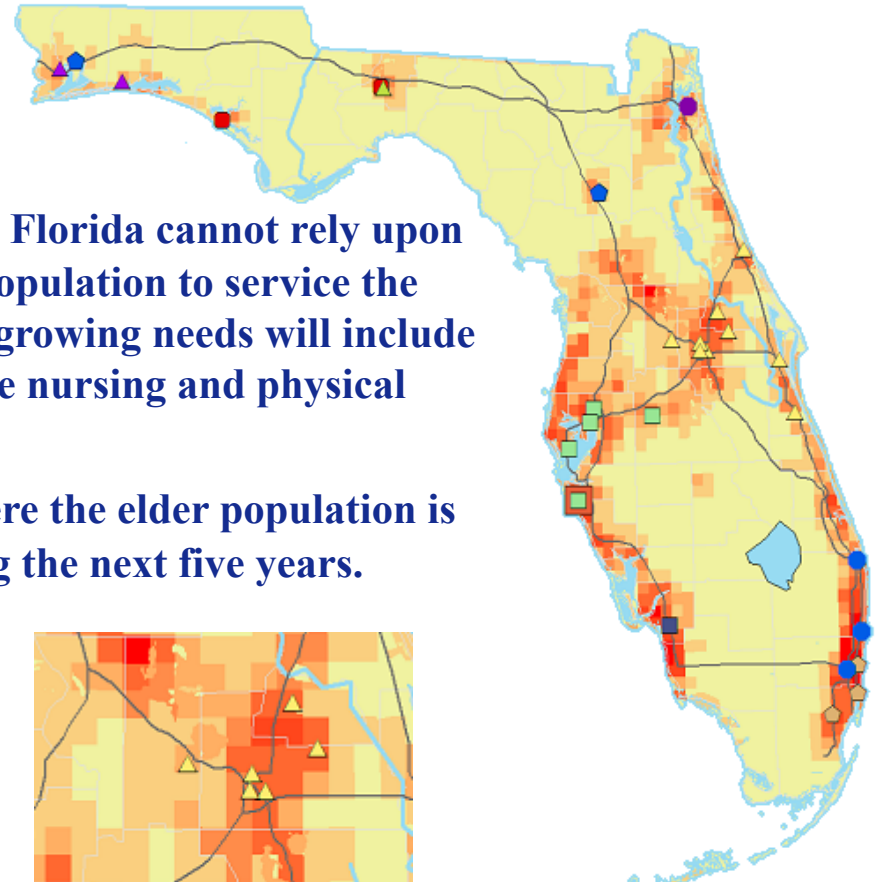 Florida cannot rely upon
opulation to service the
growing needs will include
e nursing and physical
ere the elder population is
g the next five years.